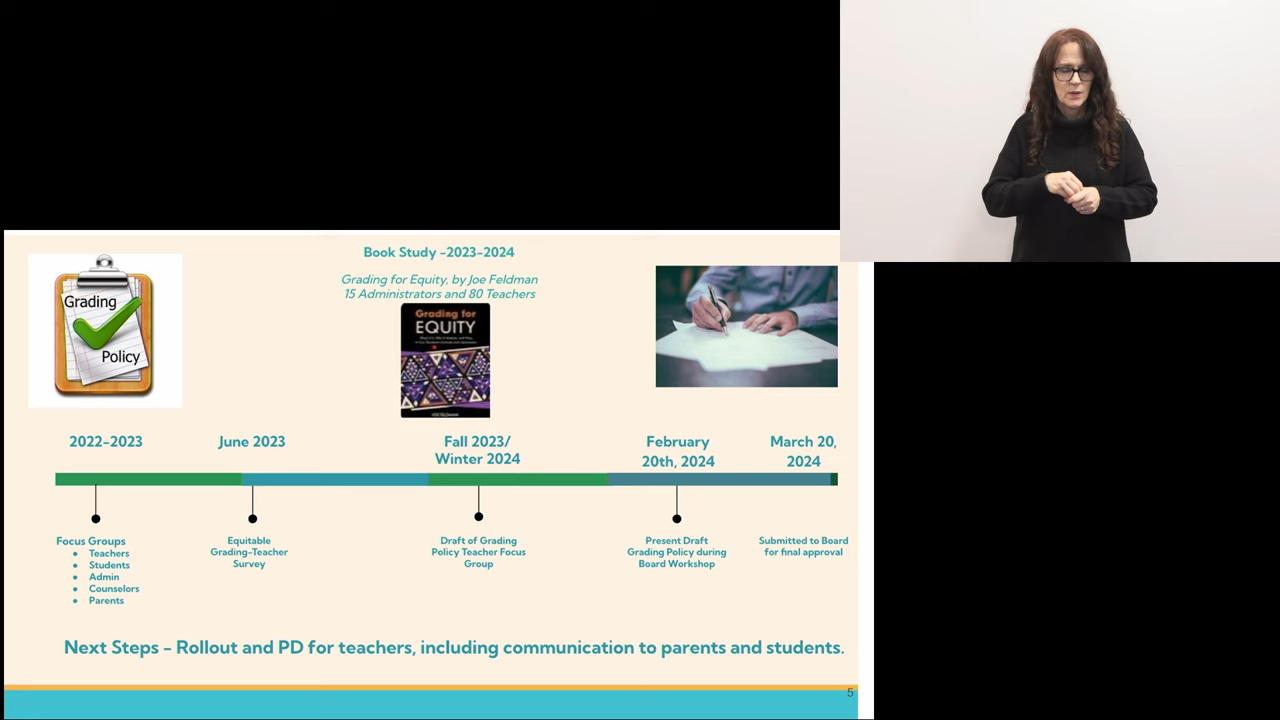 Book Study -2023-2024
Grading for Equity, by Joe Feldman
15 Administrators and 80 Teachers
Grading
Policy
Grading for
EQUITY
2022-2023
June 2023
Fall 2023/
Winter 2024
February
20th, 2024
March 20,
2024
Focus Groups
● Teachers
● Students
● Admin
● Counselors
● Parents
Equitable
Grading-Teacher
Survey
Draft of Grading
Policy Teacher Focus
Group
Present Draft
Grading Policy during
Board Workshop
Submitted to Board
for final approval
Next Steps - Rollout and PD for teachers, including communication to parents and students.
5